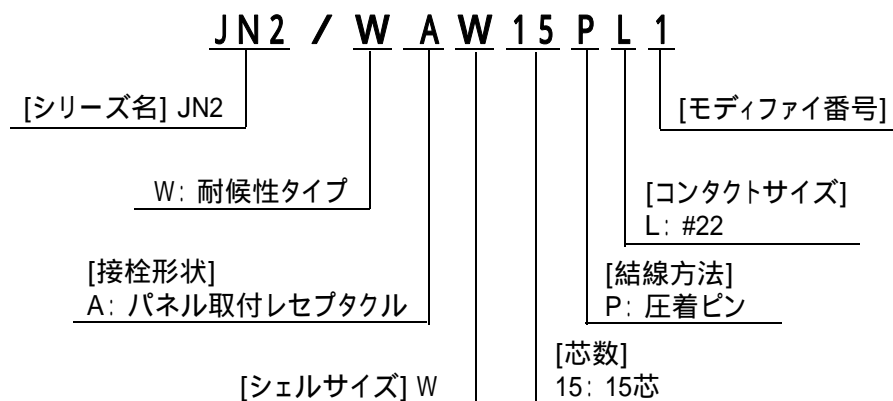 JN2 / W A W 15 P L 1
[シリーズ名] JN2
[モディファイ番号]
W: 耐候性タイプ
[コンタクトサイズ]
L: #22
[接栓形状]
A: パネル取付レセプタクル
[結線方法]
P: 圧着ピン
[シェルサイズ] W
[芯数]
15: 15芯